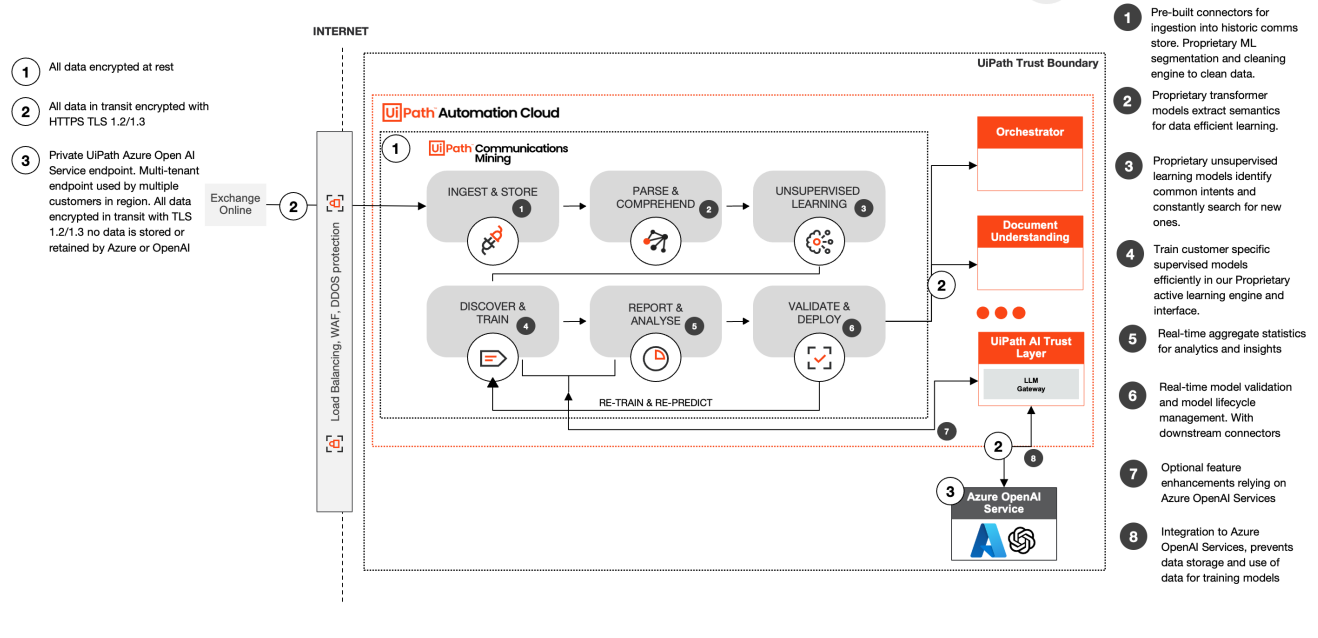 INTERNET
1
All data encrypted at rest
2
All data in transit encrypted with
HTTPS TLS 1.2/1.3
3
Private UiPath Azure Open AI
Service endpoint. Multi-tenant
endpoint used by multiple
customers in region. All data
encrypted in transit with TLS
1.2/1.3 no data is stored or
retained by Azure or OpenAI
Exchange
Online
2
Load Balancing, WAF, DDOS protection
UiPath Trust Boundary
UiPath Automation Cloud
1
UiPath Communications
Mining
INGEST & STORE
1
PARSE &
COMPREHEND
2
UNSUPERVISED
LEARNING
3
DISCOVER &
TRAIN
4
REPORT &
ANALYSE
5
VALIDATE &
DEPLOY
6
RE-TRAIN & RE-PREDICT
2
Orchestrator
Document
Understanding
UiPath AI Trust
Layer
LLM
Gateway
7
2
8
3
Azure OpenAI
Service
1
Pre-built connectors for
ingestion into historic comms
store. Proprietary ML
segmentation and cleaning
engine to clean data.
2
Proprietary transformer
models extract semantics
for data efficient learning.
3
Proprietary unsupervised
learning models identify
common intents and
constantly search for new
ones.
4
Train customer specific
supervised models
efficiently in our Proprietary
active learning engine and
interface.
5
Real-time aggregate statistics
for analytics and insights
6
Real-time model validation
and model lifecycle
management. With
downstream connectors
7
Optional feature
enhancements relying on
Azure OpenAI Services
8
Integration to Azure
OpenAI Services, prevents
data storage and use of
data for training models